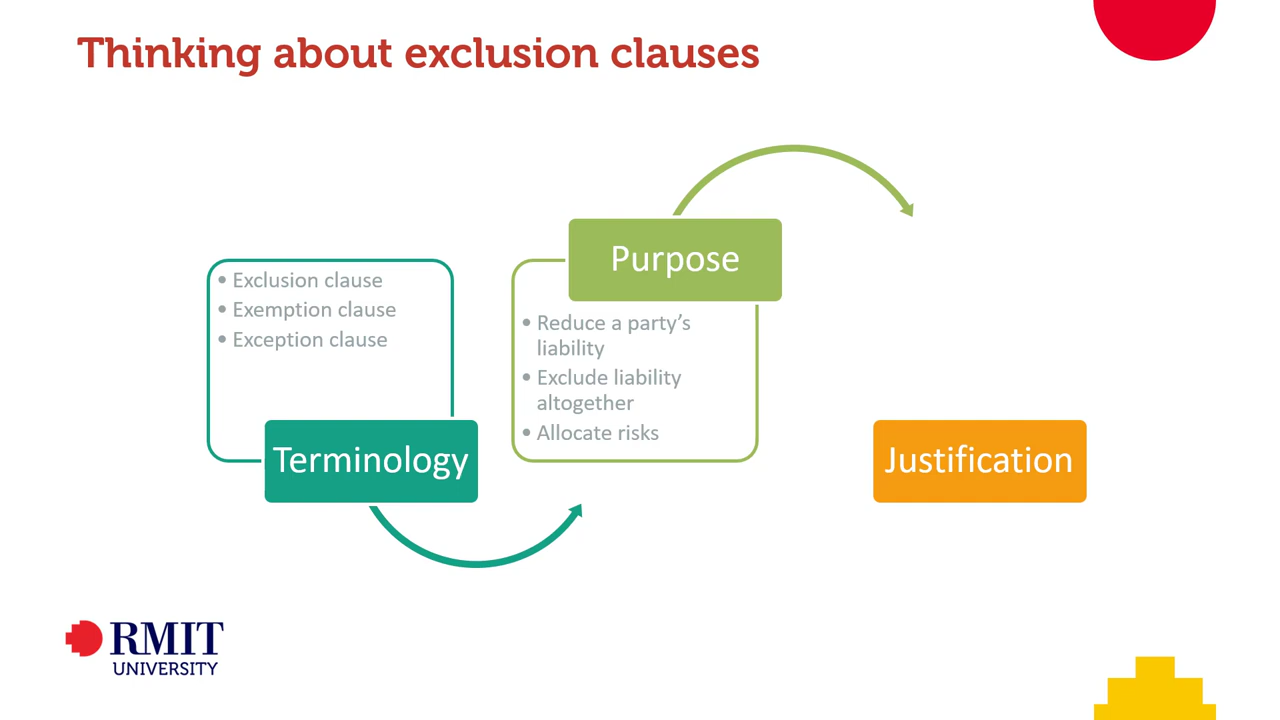 Thinking about exclusion clauses
• Exclusion clause
• Exemption clause
• Exception clause
Terminology
Purpose
• Reduce a party’s
liability
• Exclude liability
altogether
• Allocate risks
Justification
RMIT
UNIVERSITY